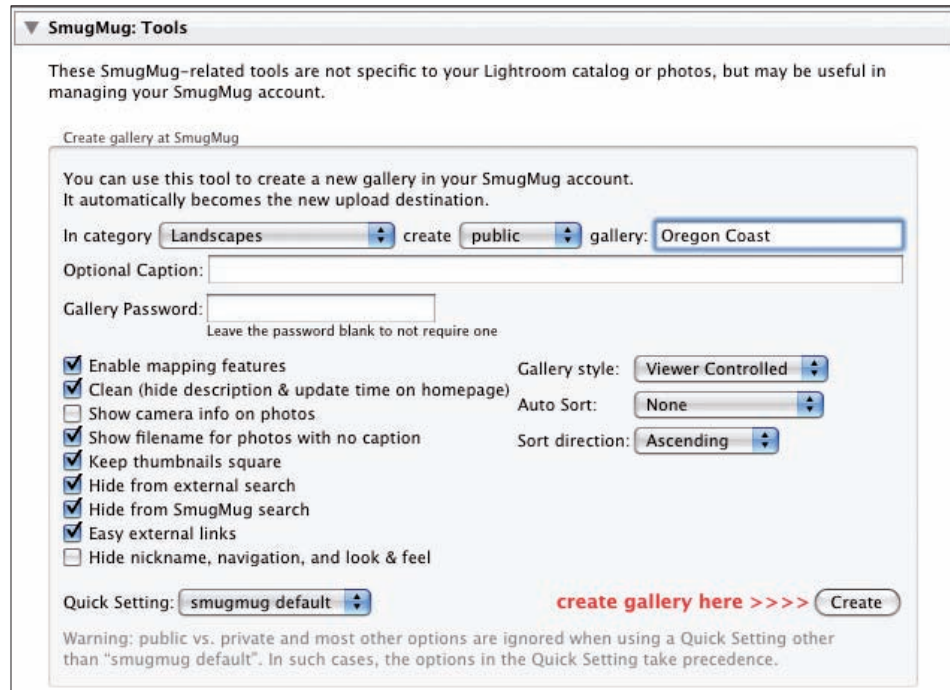 SmugMug: Tools
These SmugMug-related tools are not specific to your Lightroom catalog or photos, but may be useful in
managing your SmugMug account.
Create gallery at SmugMug
You can use this tool to create a new gallery in your SmugMug account.
It automatically becomes the new upload destination.
In category Landscapes create public gallery: Oregon Coast
Optional Caption:
Gallery Password:
Leave the password blank to not require one
Enable mapping features
Clean (hide description & update time on homepage)
Show camera info on photos
Show filename for photos with no caption
Keep thumbnails square
Hide from external search
Hide from SmugMug search
Easy external links
Hide nickname, navigation, and look & feel
Gallery style: Viewer Controlled
Auto Sort: None
Sort direction: Ascending
Quick Setting: smugmug default create gallery here >>>> Create
Warning: public vs. private and most other options are ignored when using a Quick Setting other
than “smugmug default”. In such cases, the options in the Quick Setting take precedence.